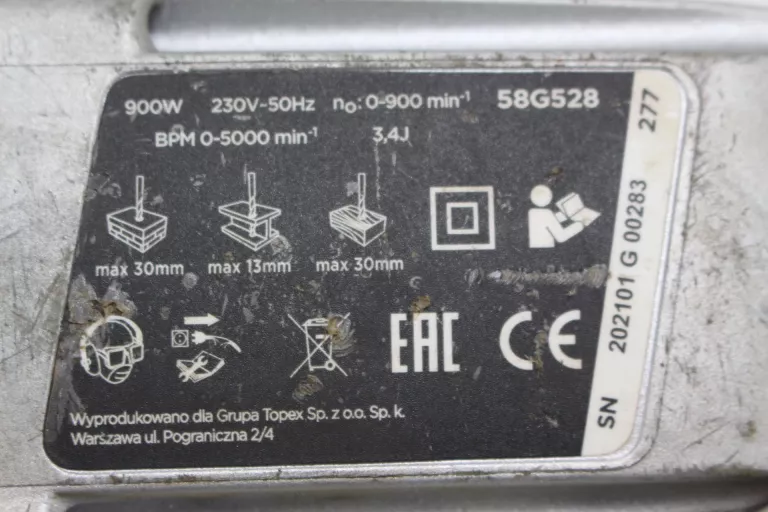 900W 230V~50Hz n₀: 0-900 min⁻¹ 58G528
BPM 0-5000 min⁻¹ 3,4J
max 30mm max 13mm max 30mm
EAC CE
Wyprodukowano dla Grupa Topex Sp. z o.o. Sp. k.
Warszawa ul. Pograniczna 2/4
SN 202101 G 00283 277